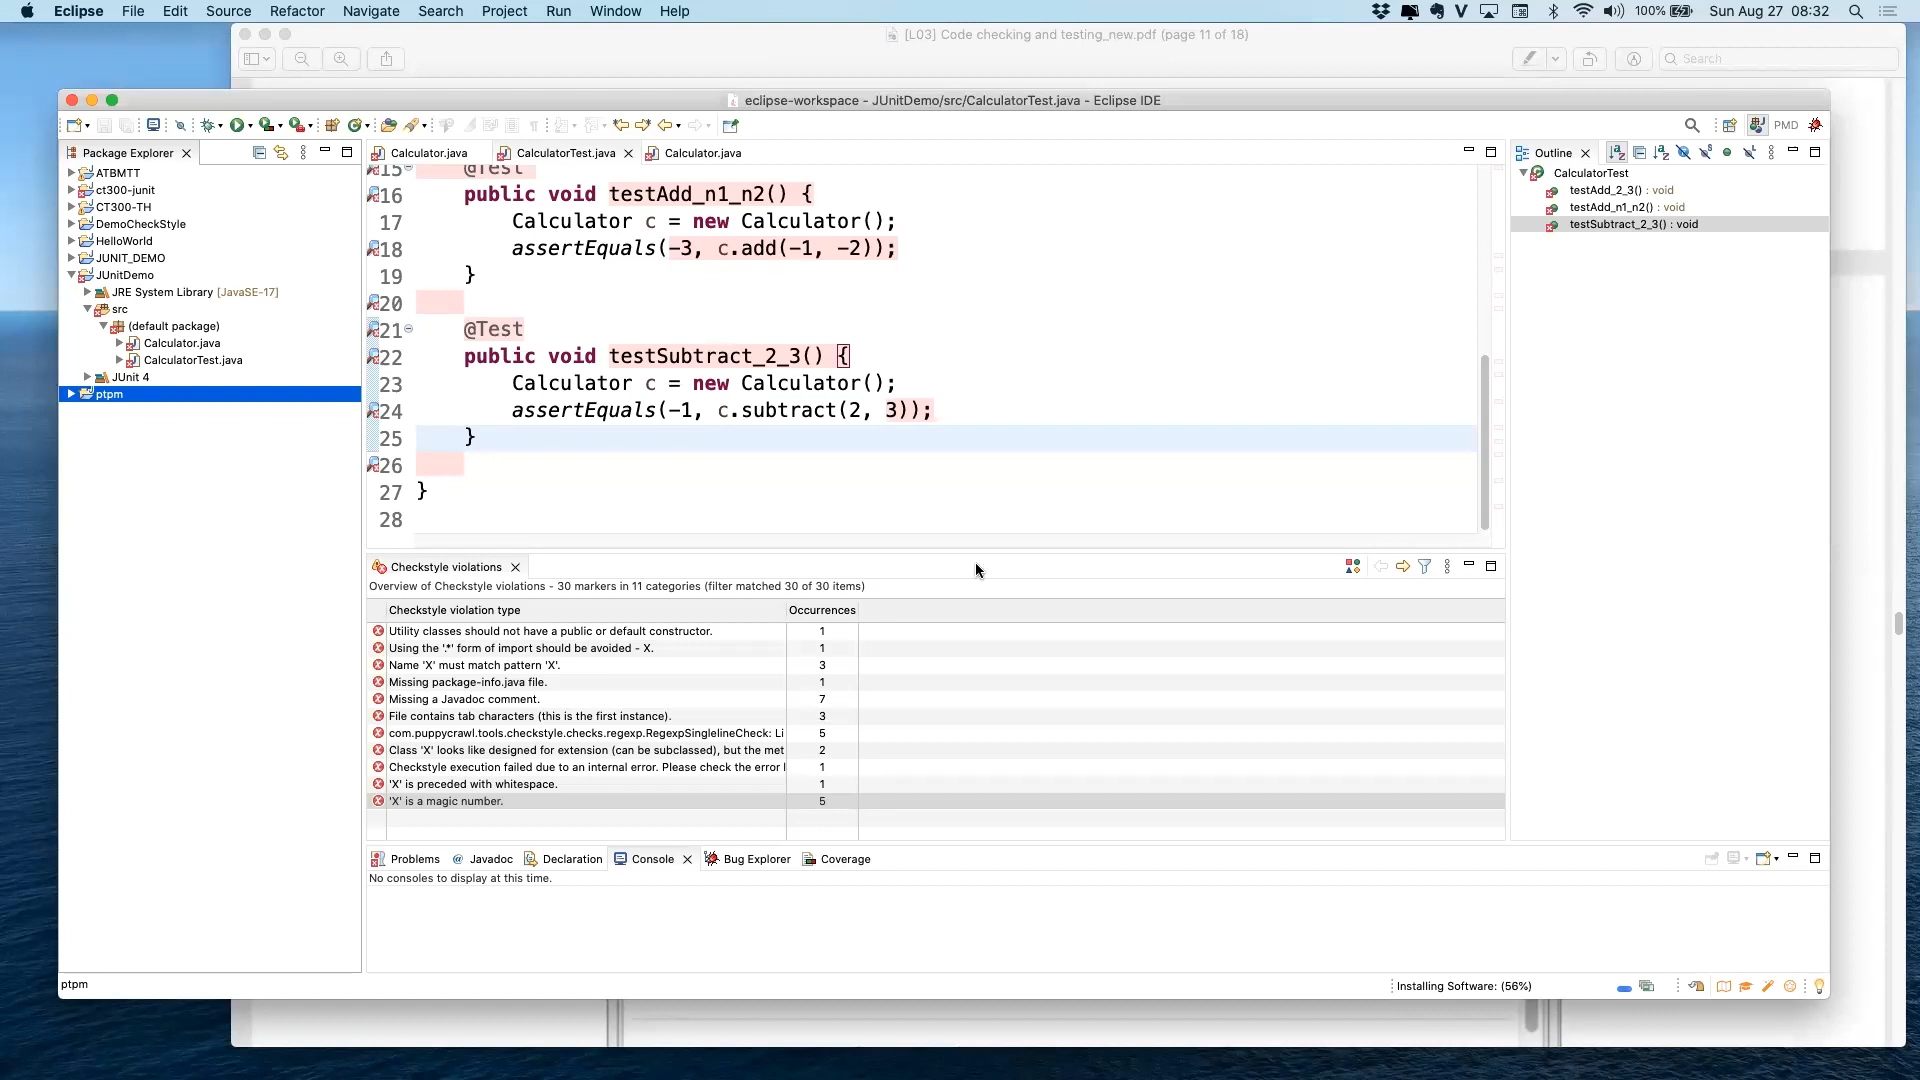 Eclipse File Edit Source Refactor Navigate Search Project Run Window Help 100% Sun Aug 27 08:32
[L03] Code checking and testing_new.pdf (page 11 of 18)
Search
eclipse-workspace - JUnitDemo/src/CalculatorTest.java - Eclipse IDE
PMD
Package Explorer
ATBMTT
ct300-junit
CT300-TH
DemoCheckStyle
HelloWorld
JUNIT_DEMO
JUnitDemo
JRE System Library [JavaSE-17]
src
(default package)
Calculator.java
CalculatorTest.java
JUnit 4
ptpm
Calculator.java CalculatorTest.java Calculator.java
15 @Test
16 public void testAdd_n1_n2() {
17 Calculator c = new Calculator();
18 assertEquals(-3, c.add(-1, -2));
19 }
20
21 @Test
22 public void testSubtract_2_3() {
23 Calculator c = new Calculator();
24 assertEquals(-1, c.subtract(2, 3));
25 }
26
27 }
28
Outline
CalculatorTest
testAdd_2_3() : void
testAdd_n1_n2() : void
testSubtract_2_3() : void
Checkstyle violations
Overview of Checkstyle violations - 30 markers in 11 categories (filter matched 30 of 30 items)
Checkstyle violation type Occurrences
Utility classes should not have a public or default constructor. 1
Using the '.*' form of import should be avoided - X. 1
Name 'X' must match pattern 'X'. 3
Missing package-info.java file. 1
Missing a Javadoc comment. 7
File contains tab characters (this is the first instance). 3
com.puppycrawl.tools.checkstyle.checks.regexp.RegexpSinglelineCheck: Li 5
Class 'X' looks like designed for extension (can be subclassed), but the met 2
Checkstyle execution failed due to an internal error. Please check the error l 1
'X' is preceded with whitespace. 1
'X' is a magic number. 5
Problems Javadoc Declaration Console Bug Explorer Coverage
No consoles to display at this time.
ptpm
Installing Software: (56%)